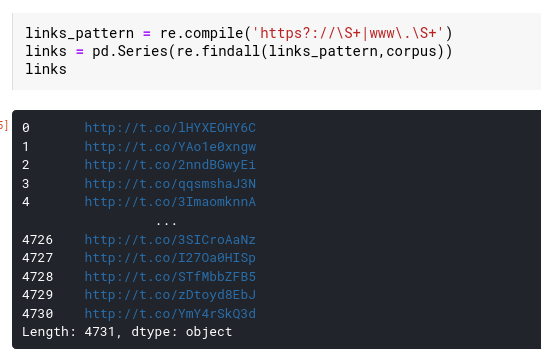 links_pattern = re.compile('https?://\S+|www\.\S+')
links = pd.Series(re.findall(links_pattern,corpus))
links
5]
0 http://t.co/lHYXEOHY6C
1 http://t.co/YAo1e0xngw
2 http://t.co/2nndBGwyEi
3 http://t.co/qqsmshaJ3N
4 http://t.co/3ImaomknnA
...
4726 http://t.co/3SICroAaNz
4727 http://t.co/I27Oa0HISp
4728 http://t.co/STfMbbZFB5
4729 http://t.co/zDtoyd8EbJ
4730 http://t.co/YmY4rSkQ3d
Length: 4731, dtype: object